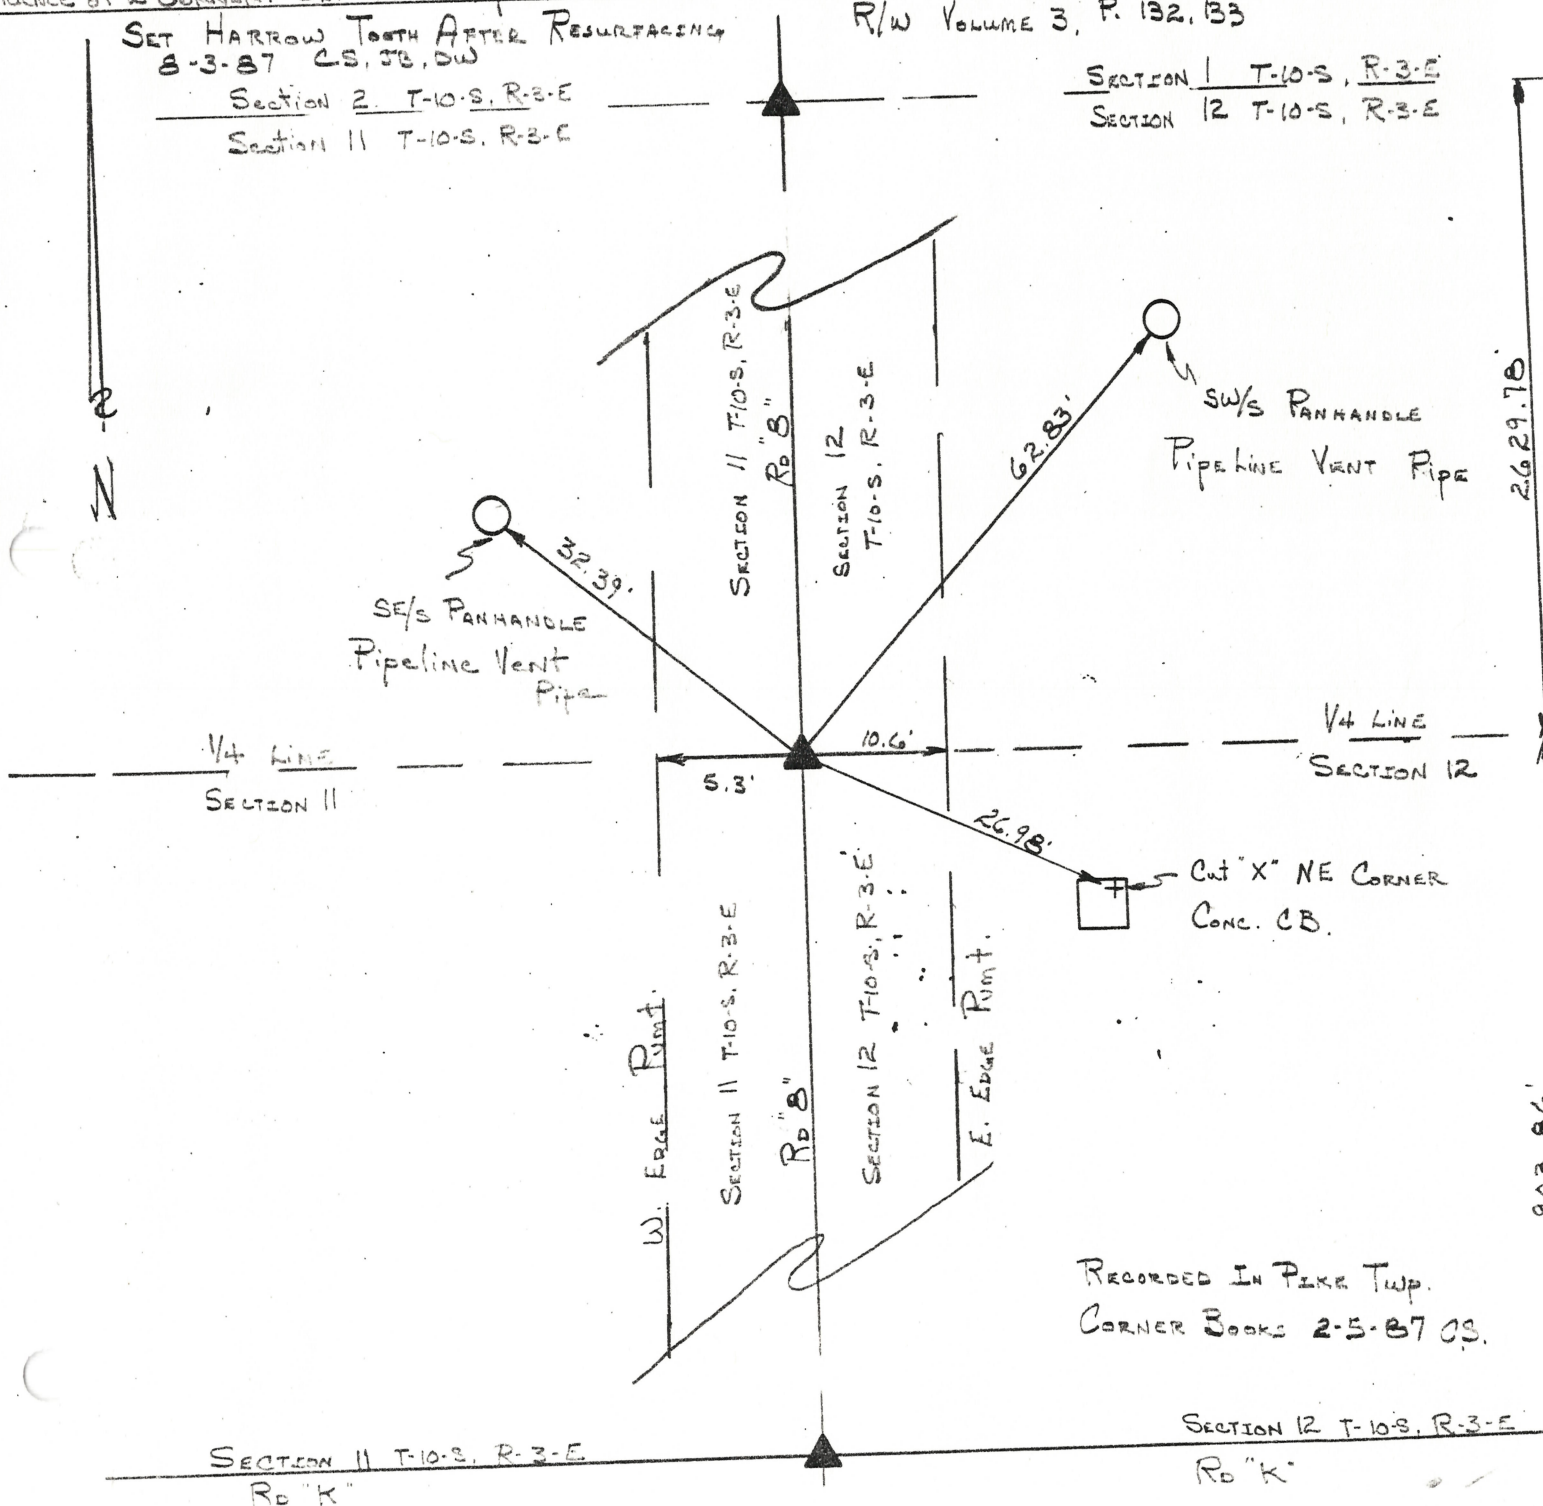 SET HARROW TOOTH AFTER RESURFACING
8-3-87 CS, JB, DW
R/W VOLUME 3, P. 132, 133
Section 2 T-10-S, R-3-E
Section 11 T-10-S, R-3-E
SECTION 1 T-10-S, R-3-E
SECTION 12 T-10-S, R-3-E
N
SECTION 11 T-10-S, R-3-E
RD "8"
SECTION 12
T-10-S, R-3-E
62.83'
SW/S PANHANDLE
Pipeline VENT Pipe
2629.78'
32.39'
SE/S PANHANDLE
Pipeline Vent
Pipe
1/4 LINE
SECTION 11
5.3'
10.6'
1/4 LINE
SECTION 12
26.98'
Cut "X" NE CORNER
CONC. CB.
W. EDGE Pvmt.
SECTION 11 T-10-S, R-3-E
RD "8"
SECTION 12 T-10-S, R-3-E
E. EDGE Pvmt.
RECORDED IN PIKE Twp.
CORNER BOOKS 2-5-87 CS.
SECTION 11 T-10-S, R-3-E
RD "K"
SECTION 12 T-10-S, R-3-E
RD "K"